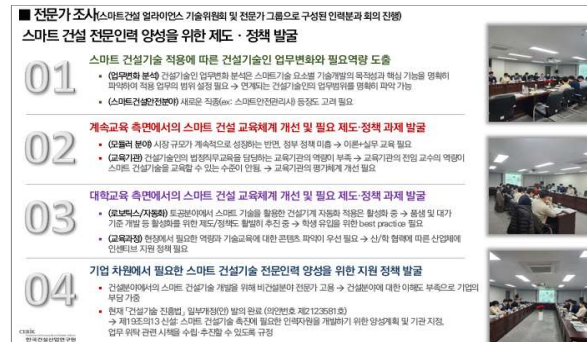 ■ 전문가 조사(스마트건설 얼라이언스 기술위원회 및 전문가 그룹으로 구성된 인력분과 회의 진행)
스마트 건설 전문인력 양성을 위한 제도·정책 발굴
01
스마트 건설기술 적용에 따른 건설기술인 업무변화와 필요역량 도출
• (업무변화 분석) 건설기술인 업무변화 분석은 스마트기술 요소별 기술개발의 목적성과 핵심 기능을 명확히
파악하여 적용 업무의 범위 설정 필요 → 연계되는 건설기술인의 업무범위를 명확히 파악 가능
• (스마트건설안전분야) 새로운 직종(ex: 스마트안전관리사) 등장도 고려 필요
02
계속교육 측면에서의 스마트 건설 교육체계 개선 및 필요 제도·정책 과제 발굴
• (모듈러 분야) 시장 규모가 계속적으로 성장하는 반면, 정부 정책 미흡 → 이론+실무 교육 필요
• (교육기관) 건설기술인의 법정직무교육을 담당하는 교육기관의 역량이 부족 → 교육기관의 전임 교수의 역량이
스마트 건설기술을 교육할 수 있는 수준이 안됨. → 교육기관의 평가체계 개선 필요
03
대학교육 측면에서의 스마트 건설 교육체계 개선 및 필요 제도·정책 과제 발굴
• (로보틱스/자동화) 토공분야에서 스마트 기술을 활용한 건설기계 자동화 적용은 활성화 중 → 품셈 및 대가
기준 개발 등 활성화를 위한 제도/정책도 활발히 추진 중 → 학생 유입을 위한 best practice 필요
• (교육과정) 현장에서 필요한 역량과 기술교육에 대한 콘텐츠 파악이 우선 필요 → 산/학 협력에 따른 산업체에
인센티브 지원 정책 필요
04
기업 차원에서 필요한 스마트 건설기술 전문인력 양성을 위한 지원 정책 발굴
• 건설분야에서의 스마트 건설기술 개발을 위해 비건설분야 전문가 고용 → 건설분야에 대한 이해도 부족으로 기업의
부담 가중
• 현재 「건설기술 진흥법」 일부개정(안) 발의 완료 (의안번호 제2123581호)
→ 제19조의13 신설: 스마트 건설기술 촉진에 필요한 인력자원을 개발하기 위한 양성계획 및 기관 지정,
업무 위탁 관련 시책을 수립·추진할 수 있도록 규정
CERIK
한국건설산업연구원